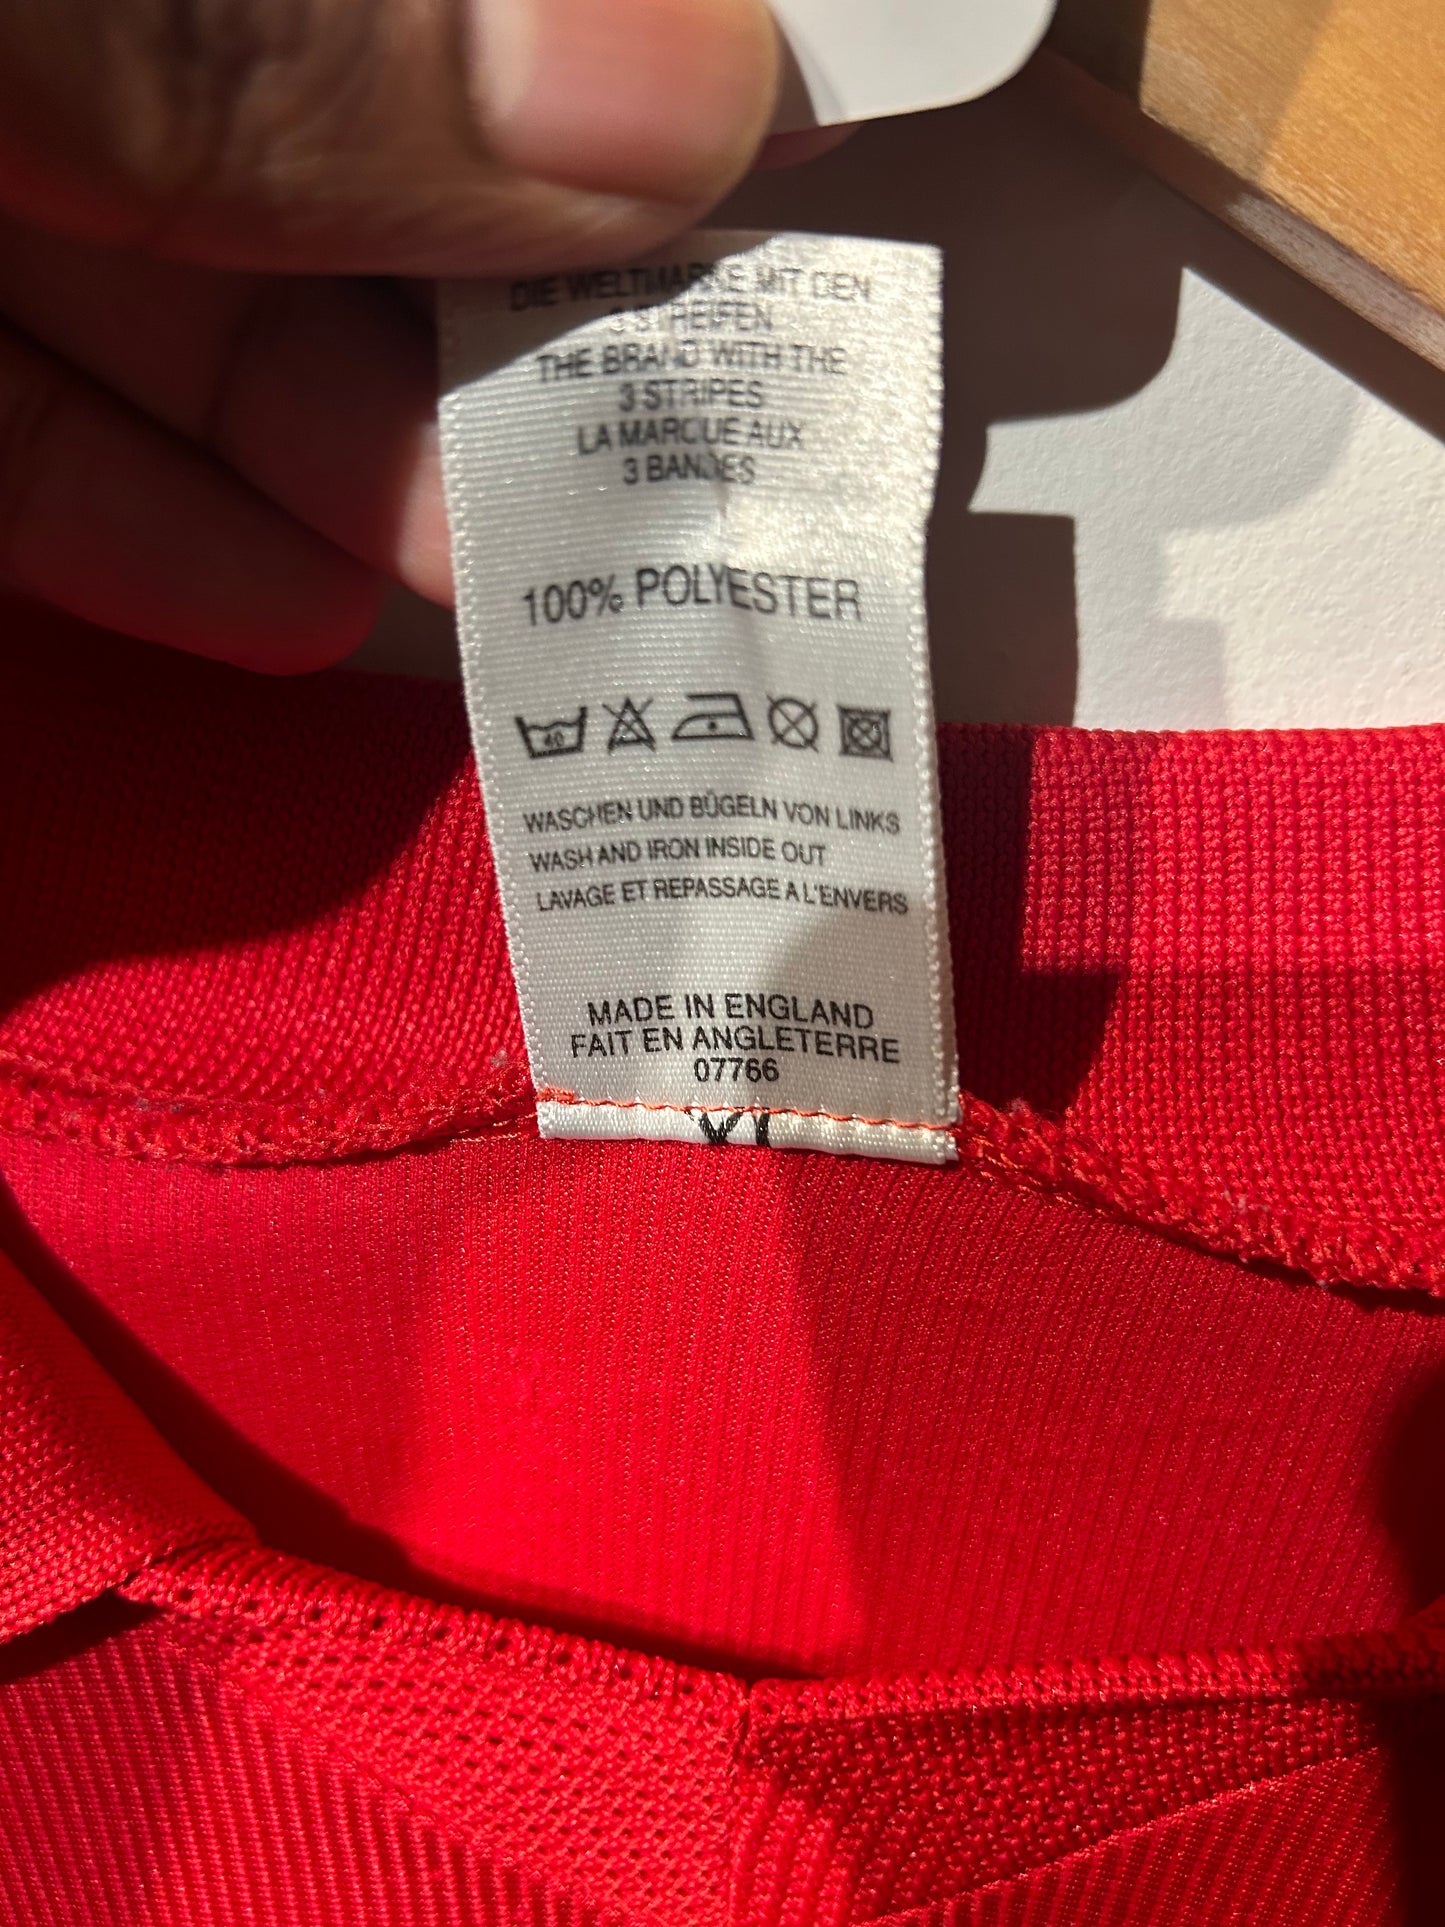 DIE WELTMARKE MIT DEN
3 STREIFEN
THE BRAND WITH THE
3 STRIPES
LA MARQUE AUX
3 BANDES
100% POLYESTER
40
WASCHEN UND BÜGELN VON LINKS
WASH AND IRON INSIDE OUT
LAVAGE ET REPASSAGE A L'ENVERS
MADE IN ENGLAND
FAIT EN ANGLETERRE
07766